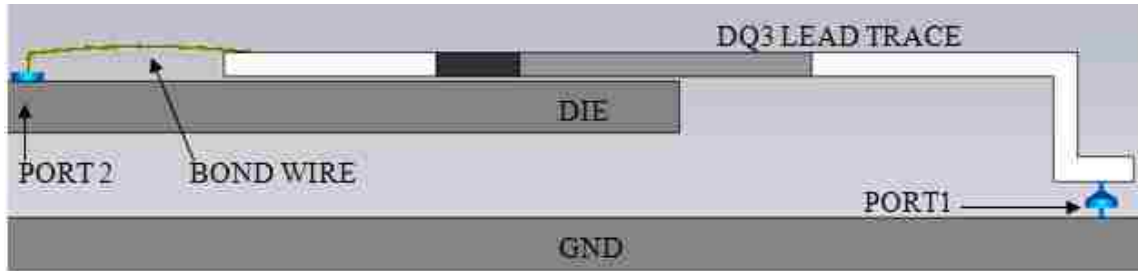 DQ3 LEAD TRACE
DIE
PORT 2
BOND WIRE
PORT1
GND